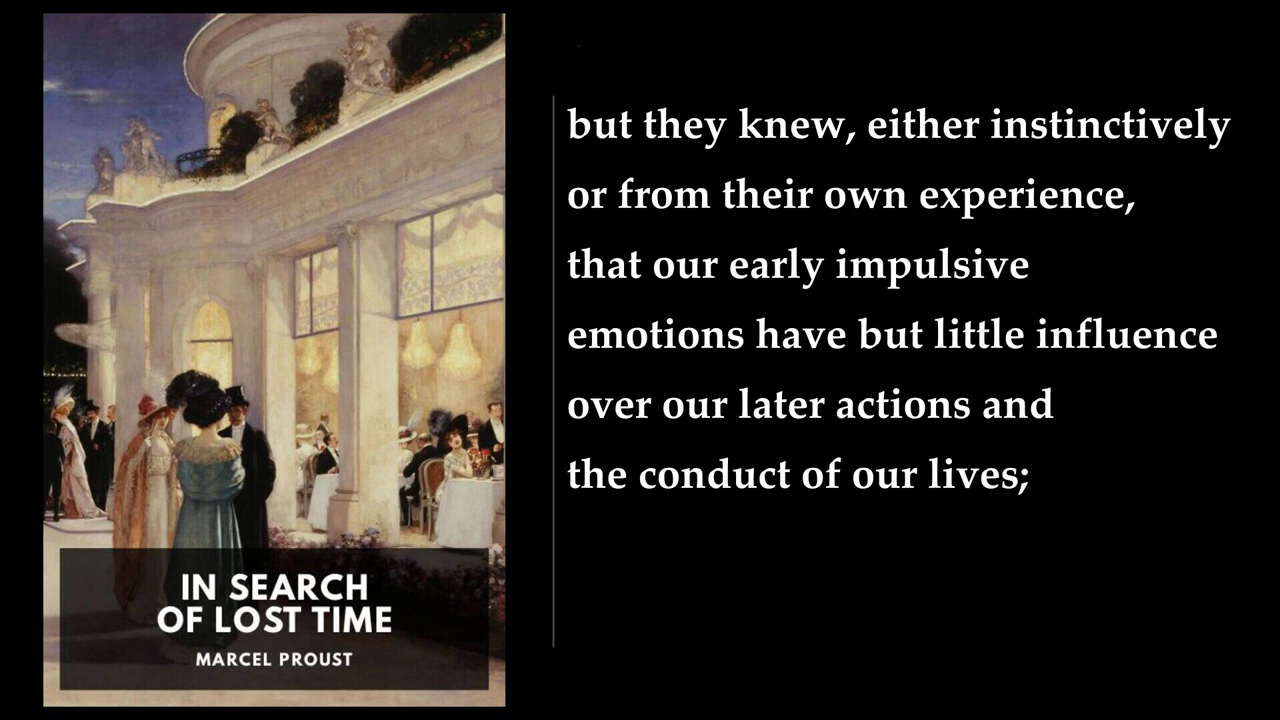 but they knew, either instinctively
or from their own experience,
that our early impulsive
emotions have but little influence
over our later actions and
the conduct of our lives;
IN SEARCH
OF LOST TIME
MARCEL PROUST